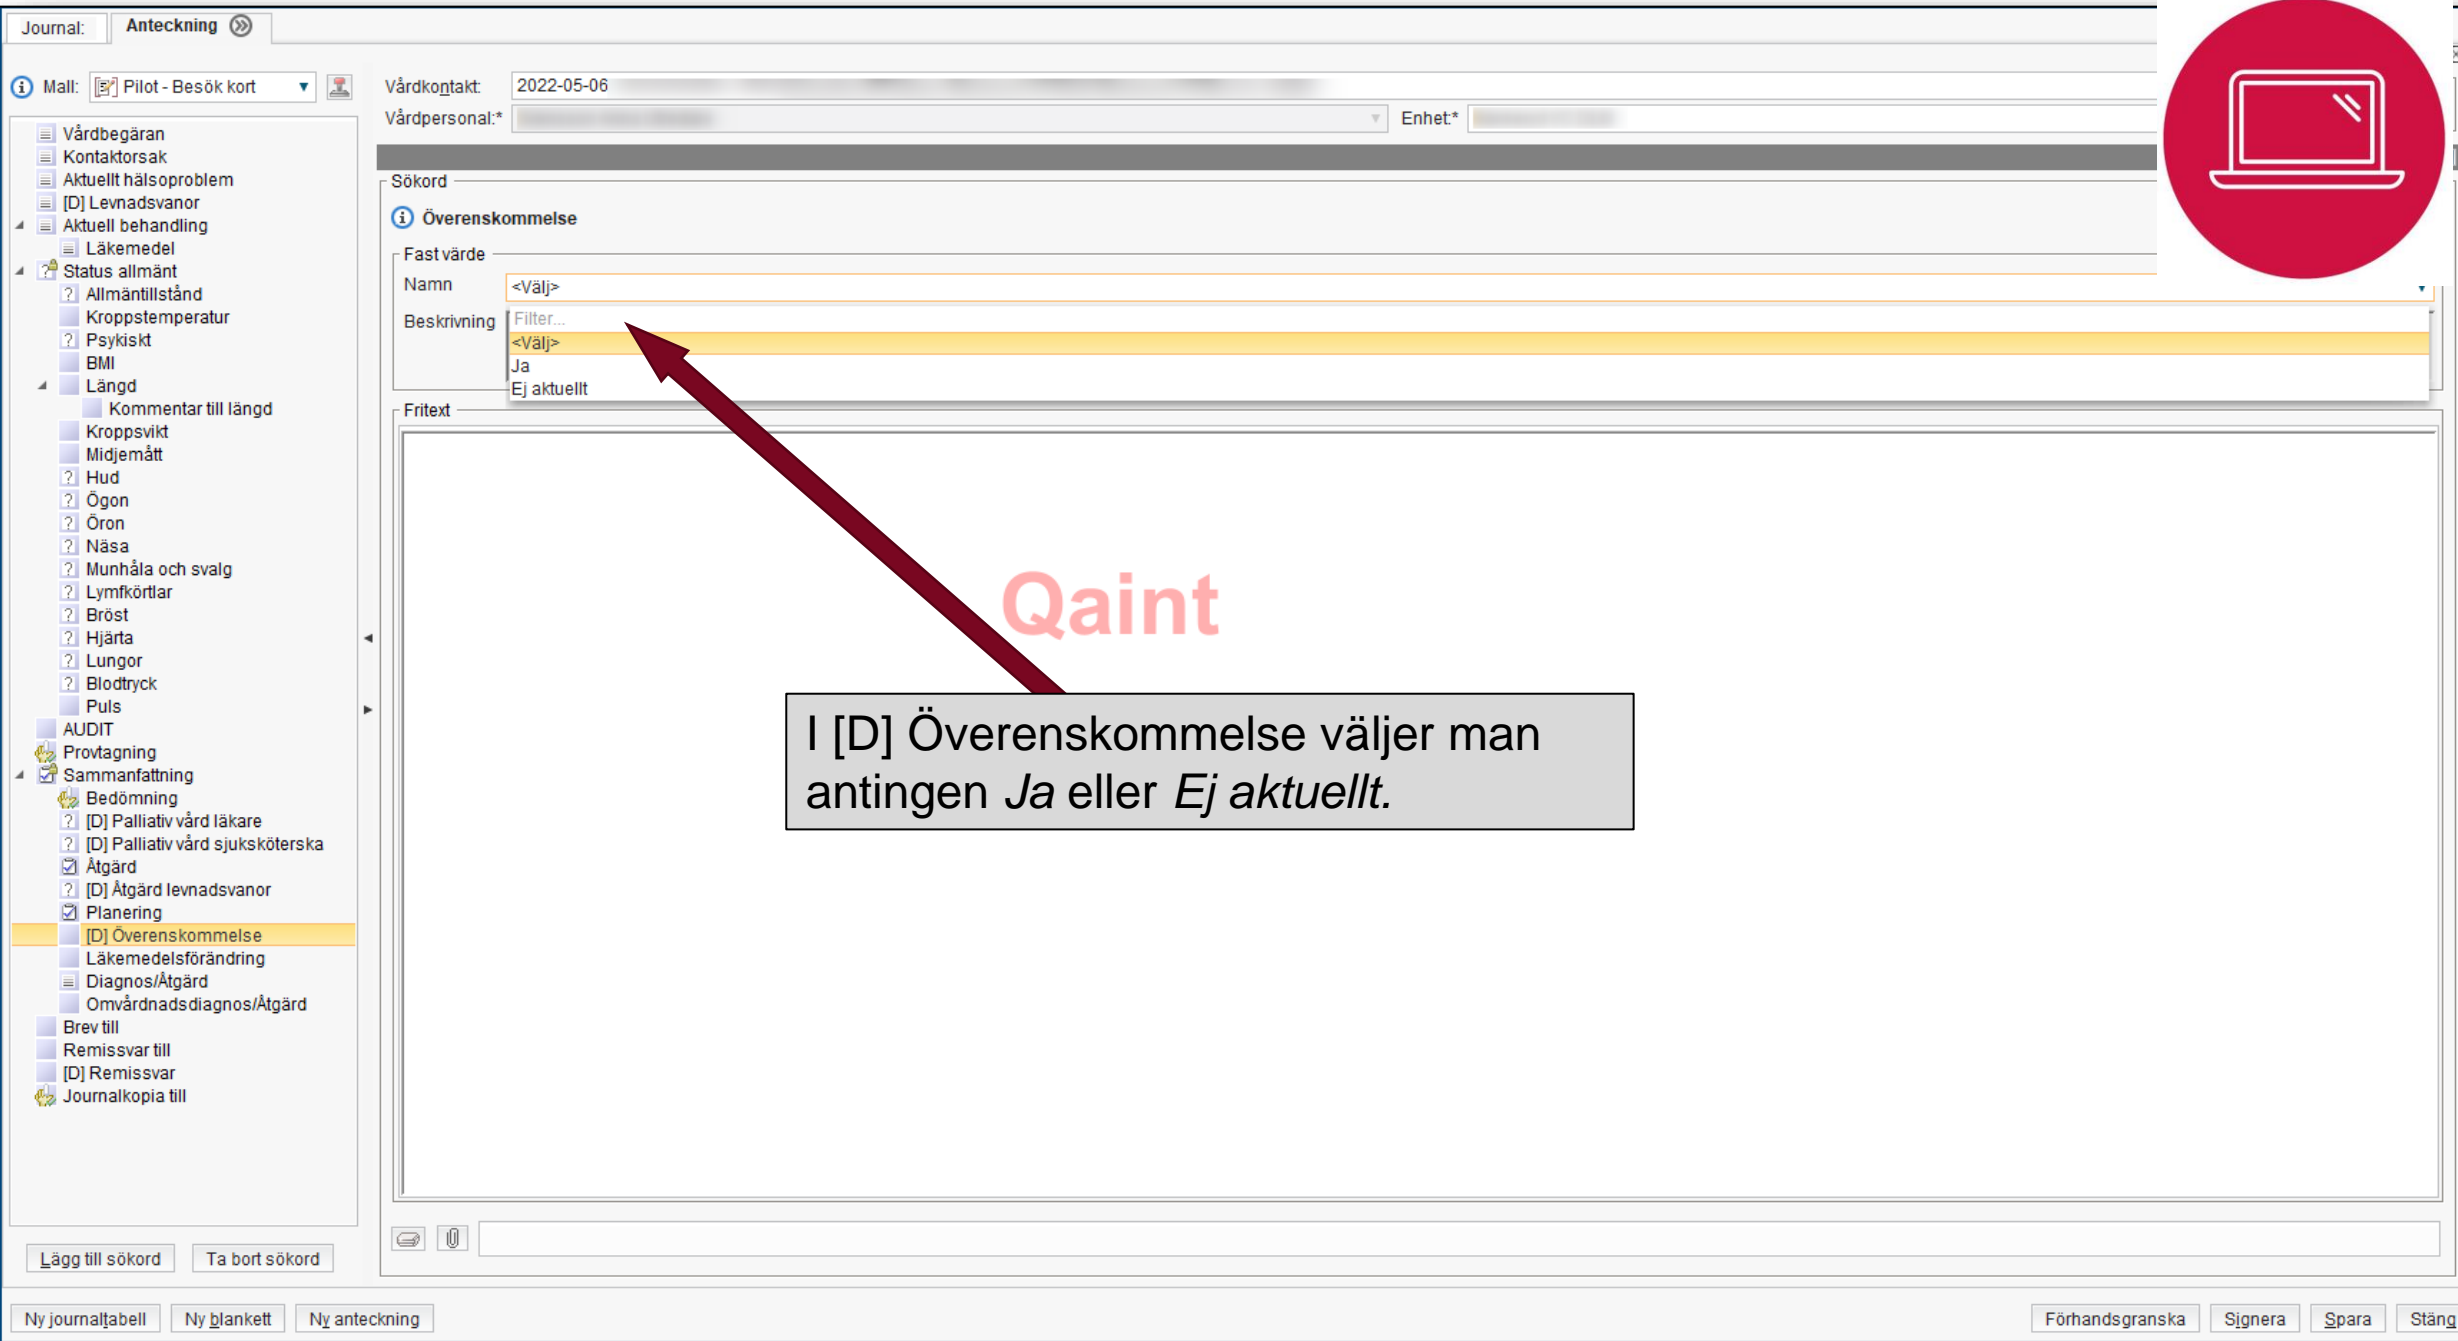 Journal:
Anteckning
Mall: Pilot - Besök kort
Vårdkontakt: 2022-05-06
Vårdpersonal:*
Enhet:*
Vårdbegäran
Kontaktorsak
Aktuellt hälsoproblem
[D] Levnadsvanor
Aktuell behandling
Läkemedel
Status allmänt
? Allmäntillstånd
Kroppstemperatur
? Psykiskt
BMI
Längd
Kommentar till längd
Kroppsvikt
Midjemått
? Hud
? Ögon
? Öron
? Näsa
? Munhåla och svalg
? Lymfkörtlar
? Bröst
? Hjärta
? Lungor
? Blodtryck
Puls
AUDIT
Provtagning
Sammanfattning
Bedömning
? [D] Palliativ vård läkare
? [D] Palliativ vård sjuksköterska
Åtgärd
? [D] Åtgärd levnadsvanor
Planering
[D] Överenskommelse
Läkemedelsförändring
Diagnos/Åtgärd
Omvårdnadsdiagnos/Åtgärd
Brev till
Remissvar till
[D] Remissvar
Journalkopia till
Lägg till sökord
Ta bort sökord
Sökord
Överenskommelse
Fast värde
Namn <Välj>
Beskrivning
Filter...
<Välj>
Ja
Ej aktuellt
Fritext
Qaint
I [D] Överenskommelse väljer man
antingen Ja eller Ej aktuellt.
Ny journaltabell
Ny blankett
Ny anteckning
Förhandsgranska
Signera
Spara
Stäng